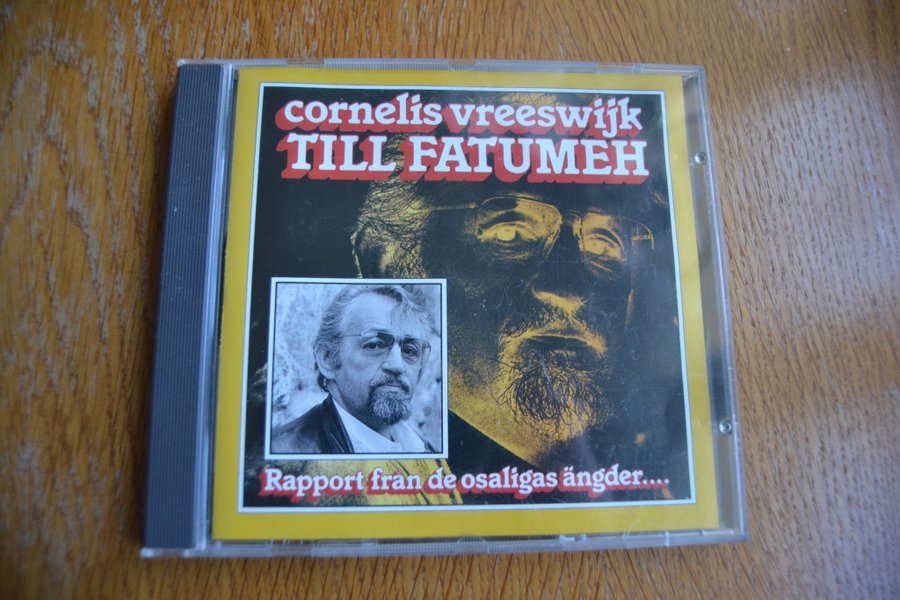 cornelis vreeswijk
TILL FATUMEH
Rapport från de osaligas ängder....